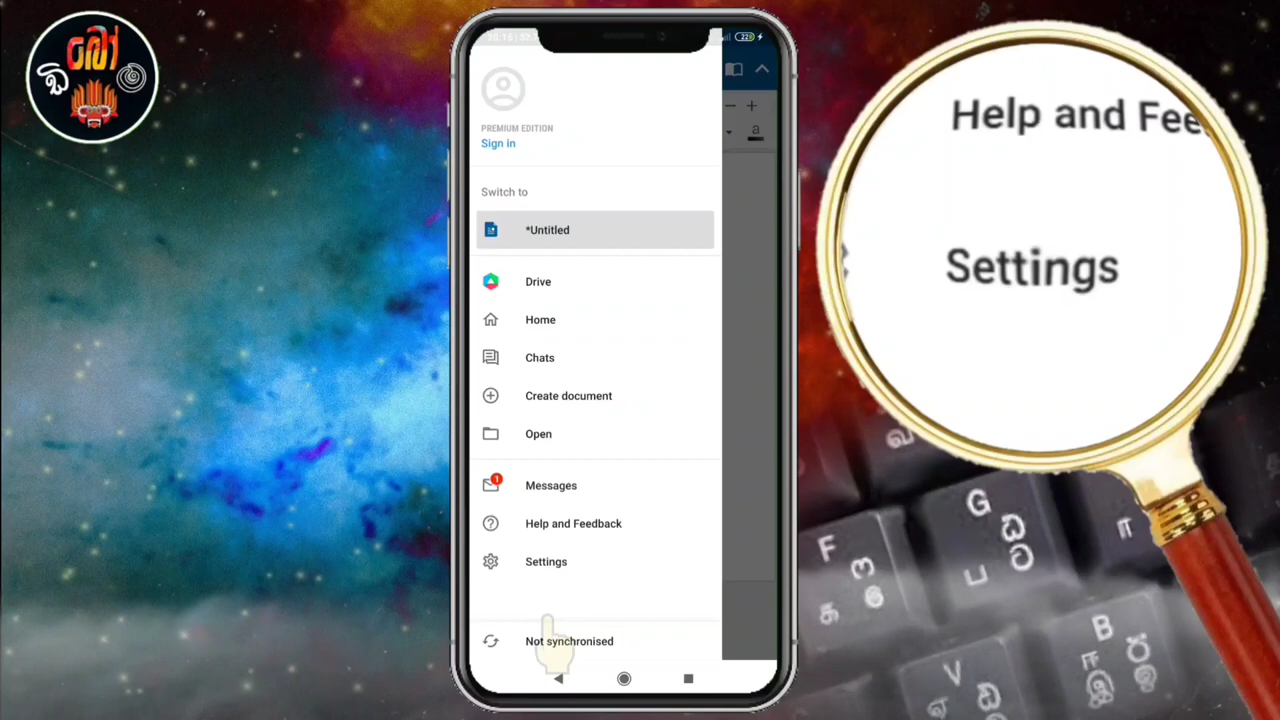 PREMIUM EDITION
Sign in
Switch to
*Untitled
Drive
Home
Chats
Create document
Open
1
Messages
Help and Feedback
Settings
Not synchronised
a
Help and Fee
Settings
G
F
V
B